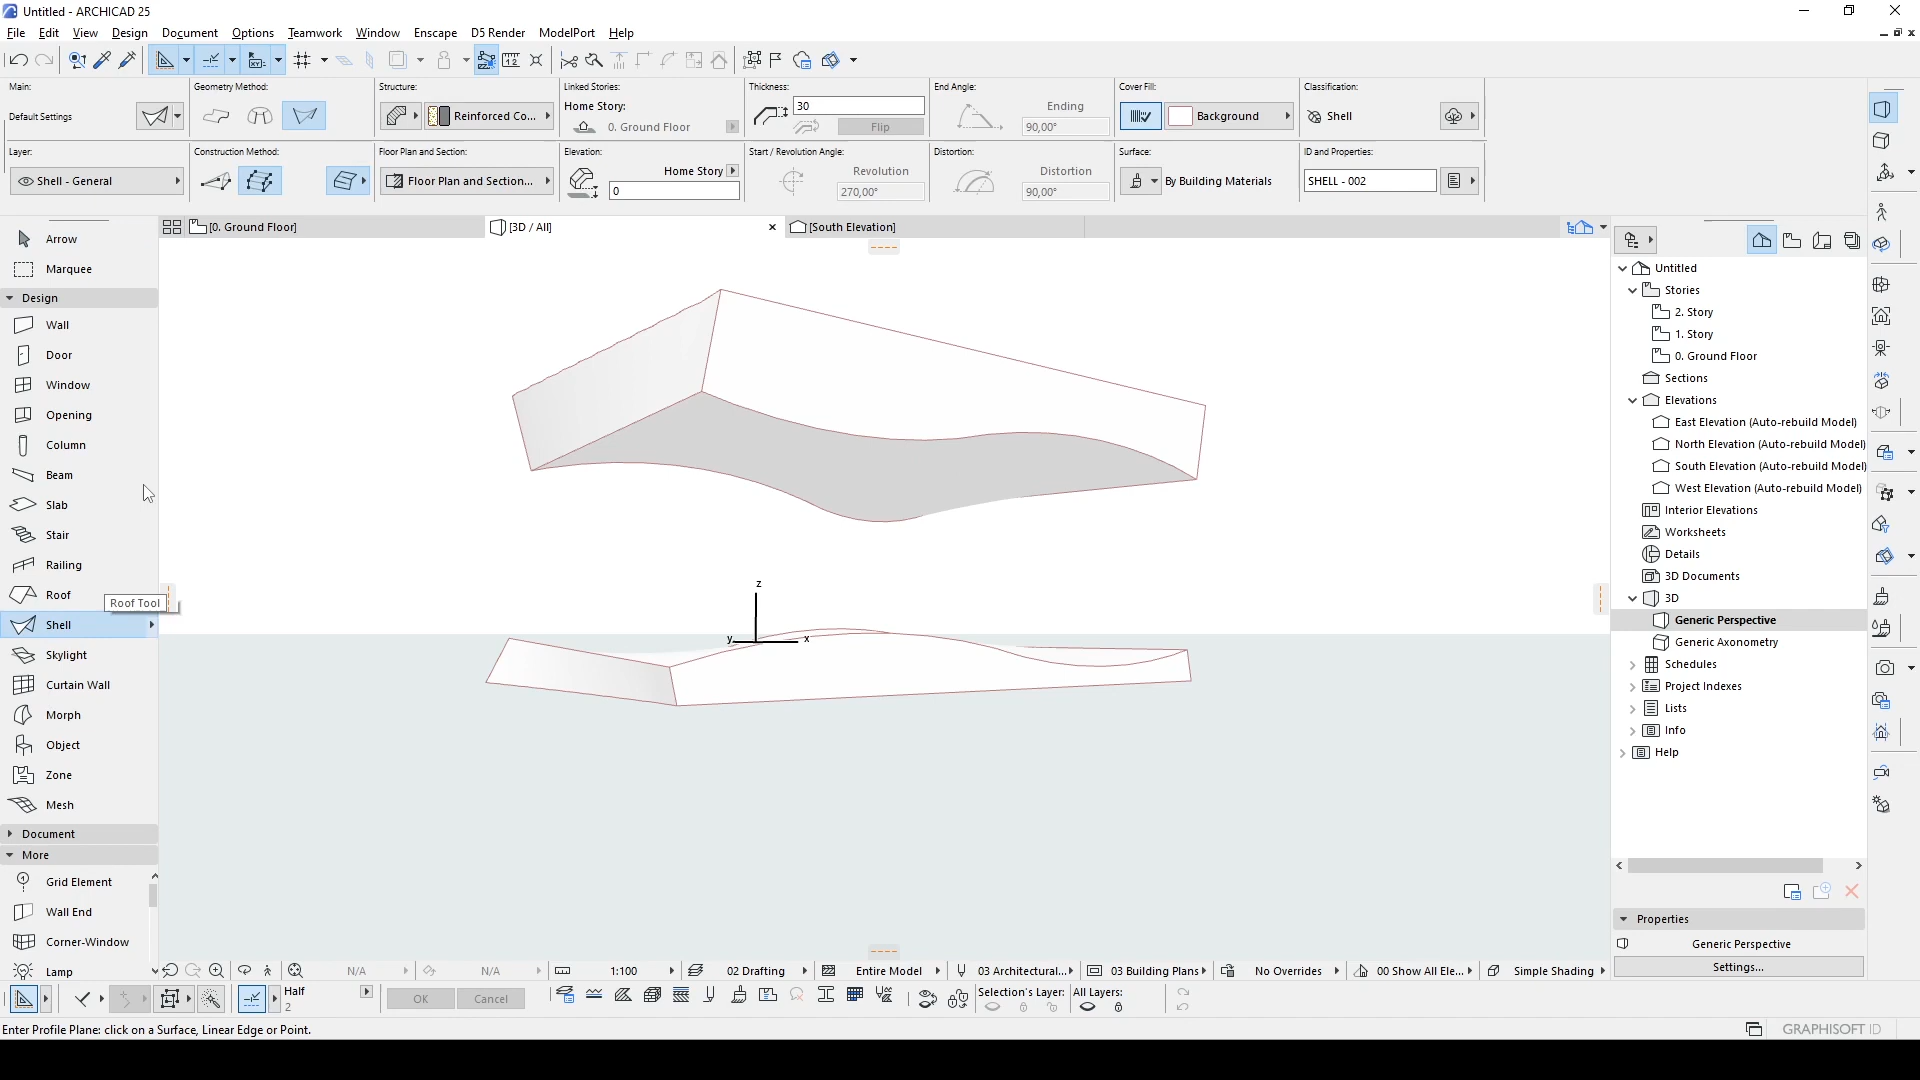 Untitled - ARCHICAD 25
File Edit View Design Document Options Teamwork Window Enscape D5 Render ModelPort Help
Main: Geometry Method: Structure: Linked Stories: Thickness: End Angle: Cover Fill: Classification:
Default Settings Reinforced Co... Home Story: 0. Ground Floor 30 Flip Ending 90,00° Background Shell
Layer: Construction Method: Floor Plan and Section: Elevation: Start / Revolution Angle: Distortion: Surface: ID and Properties:
Shell - General Floor Plan and Section... Home Story 0 Revolution 270,00° Distortion 90,00° By Building Materials SHELL - 002
[0. Ground Floor] [3D / All] [South Elevation]
Arrow
Marquee
Design
Wall
Door
Window
Opening
Column
Beam
Slab
Stair
Railing
Roof
Roof Tool
Shell
Skylight
Curtain Wall
Morph
Object
Zone
Mesh
Document
More
Grid Element
Wall End
Corner-Window
Lamp
z
y
x
Untitled
Stories
2. Story
1. Story
0. Ground Floor
Sections
Elevations
East Elevation (Auto-rebuild Model)
North Elevation (Auto-rebuild Model)
South Elevation (Auto-rebuild Model)
West Elevation (Auto-rebuild Model)
Interior Elevations
Worksheets
Details
3D Documents
3D
Generic Perspective
Generic Axonometry
Schedules
Project Indexes
Lists
Info
Help
Properties
Generic Perspective
Settings...
N/A N/A 1:100 02 Drafting Entire Model 03 Architectural... 03 Building Plans No Overrides 00 Show All Ele... Simple Shading
Half
2
OK Cancel
Selection's Layer: All Layers:
Enter Profile Plane: click on a Surface, Linear Edge or Point.
GRAPHISOFT ID